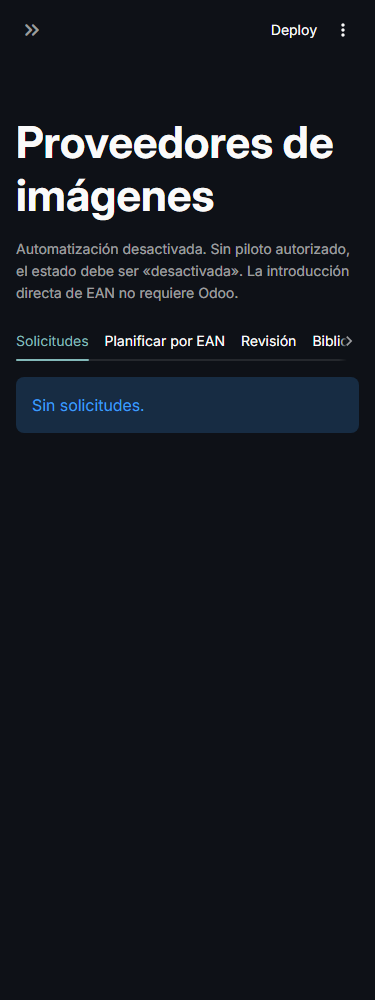 Deploy
Proveedores de
imágenes
Automatización desactivada. Sin piloto autorizado,
el estado debe ser «desactivada». La introducción
directa de EAN no requiere Odoo.
Solicitudes Planificar por EAN Revisión
Sin solicitudes.